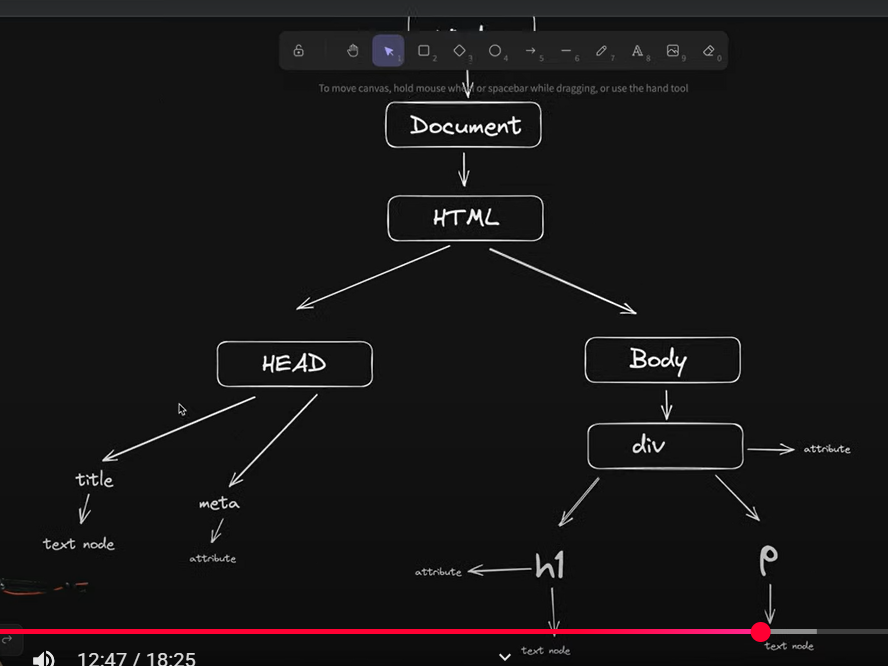 1 2 3 4 5 6 7 A 8 9 0
To move canvas, hold mouse wheel or spacebar while dragging, or use the hand tool
Document
HTML
HEAD
Body
div
attribute
title
meta
text node
attribute
attribute
h1
p
text node
text node
12:47 / 18:25